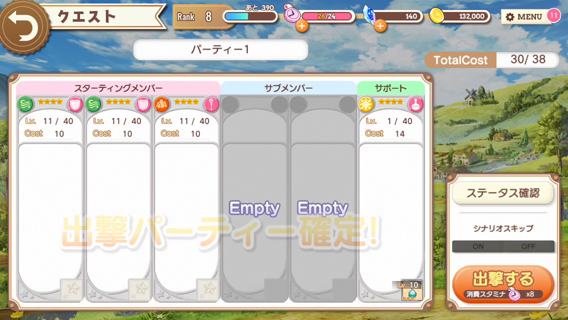 クエスト
Rank 8
あと 390
26/24
140
132,000
MENU
11
パーティー1
TotalCost 30/ 38
スターティングメンバー
サブメンバー
サポート
Lv. 11 / 40
Cost 10
Lv. 11 / 40
Cost 10
Lv. 11 / 40
Cost 10
Lv. 1 / 40
Cost 14
Empty
Empty
出撃パーティー確定!
Lv. 10
ステータス確認
シナリオスキップ
ON OFF
出撃する
消費スタミナ x8